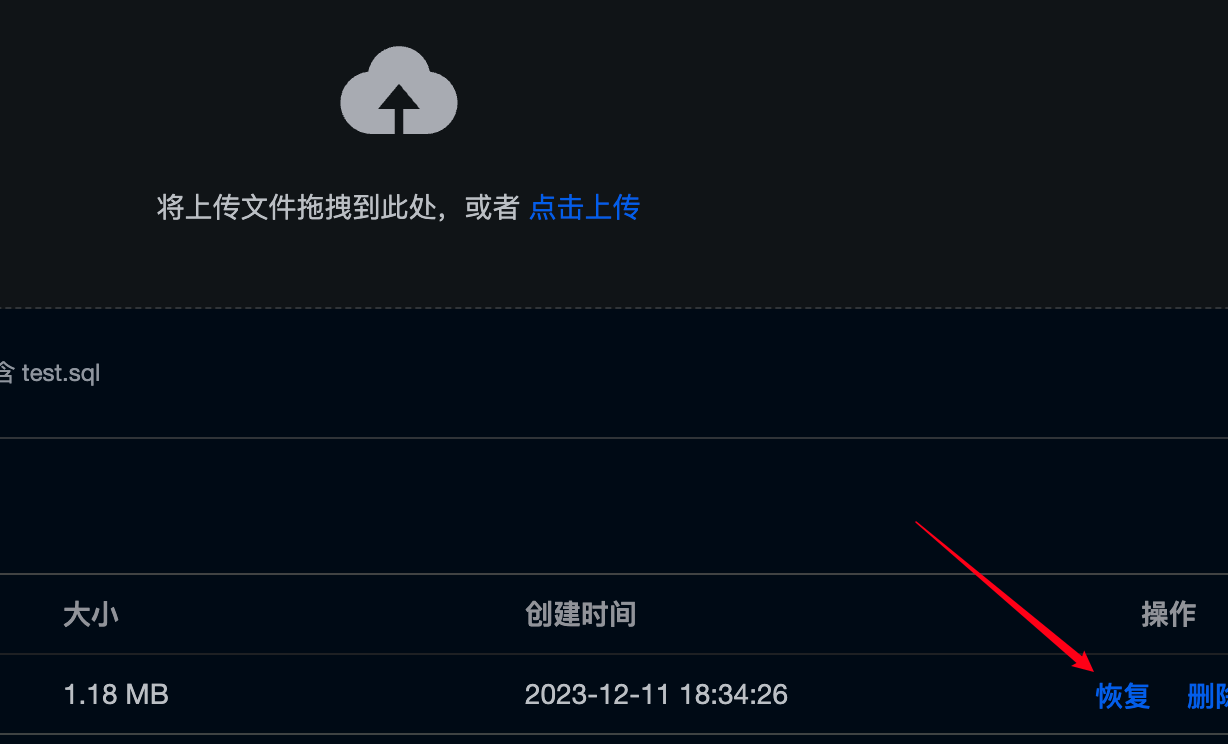 将上传文件拖拽到此处，或者 点击上传
含 test.sql
大小 创建时间 操作
1.18 MB 2023-12-11 18:34:26 恢复 删除